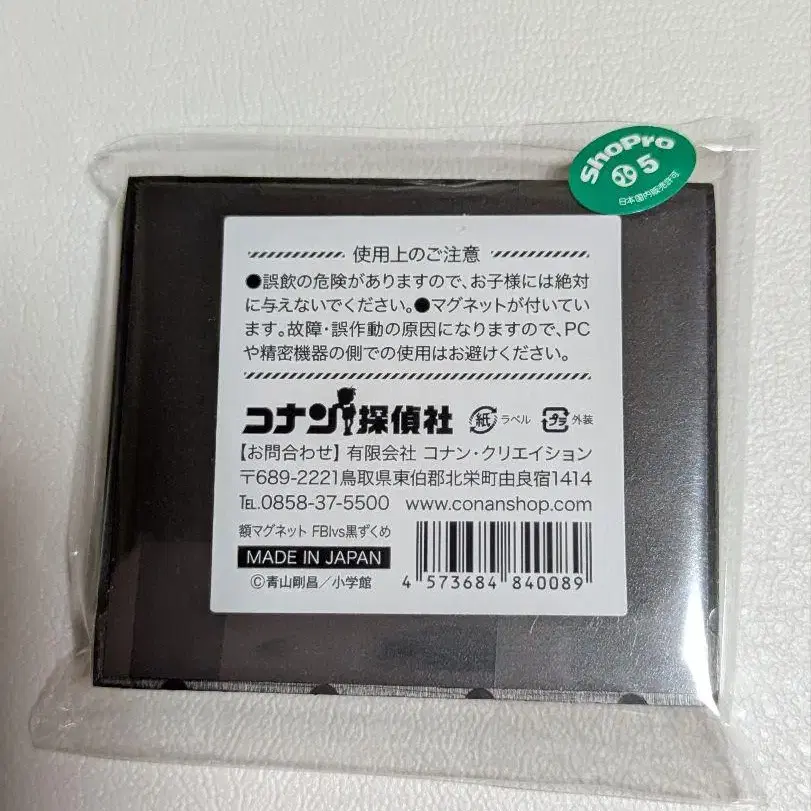 ShoPro
5
日本国内販売許可
使用上のご注意
●誤飲の危険がありますので、お子様には絶対
に与えないでください。●マグネットが付いていま
す。故障・誤作動の原因になりますので、PC
や精密機器の側での使用はお避けください。
コナン探偵社 紙 ラベル プラ 外装
【お問合わせ】有限会社 コナン・クリエイション
〒689-2221鳥取県東伯郡北栄町由良宿1414
TEL.0858-37-5500 www.conanshop.com
額マグネット FBIvs黒ずくめ
MADE IN JAPAN
©青山剛昌／小学館
4 573684 840089